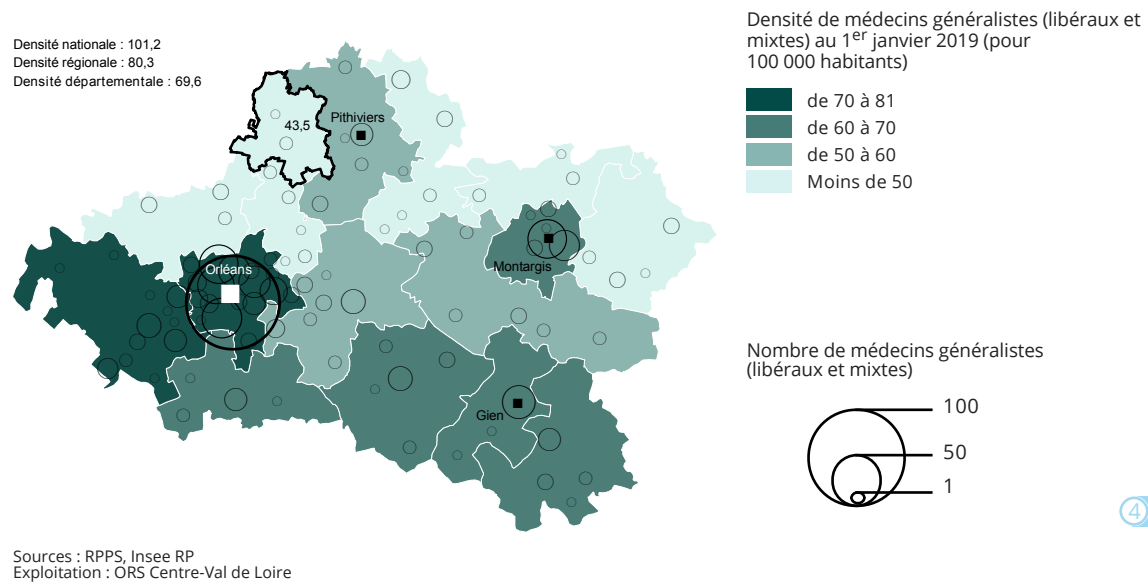 Densité nationale : 101,2
Densité régionale : 80,3
Densité départementale : 69,6
43,5
Pithiviers
Orléans
Montargis
Gien
Densité de médecins généralistes (libéraux et
mixtes) au 1er janvier 2019 (pour
100 000 habitants)
de 70 à 81
de 60 à 70
de 50 à 60
Moins de 50
Nombre de médecins généralistes
(libéraux et mixtes)
100
50
1
4
Sources : RPPS, Insee RP
Exploitation : ORS Centre-Val de Loire